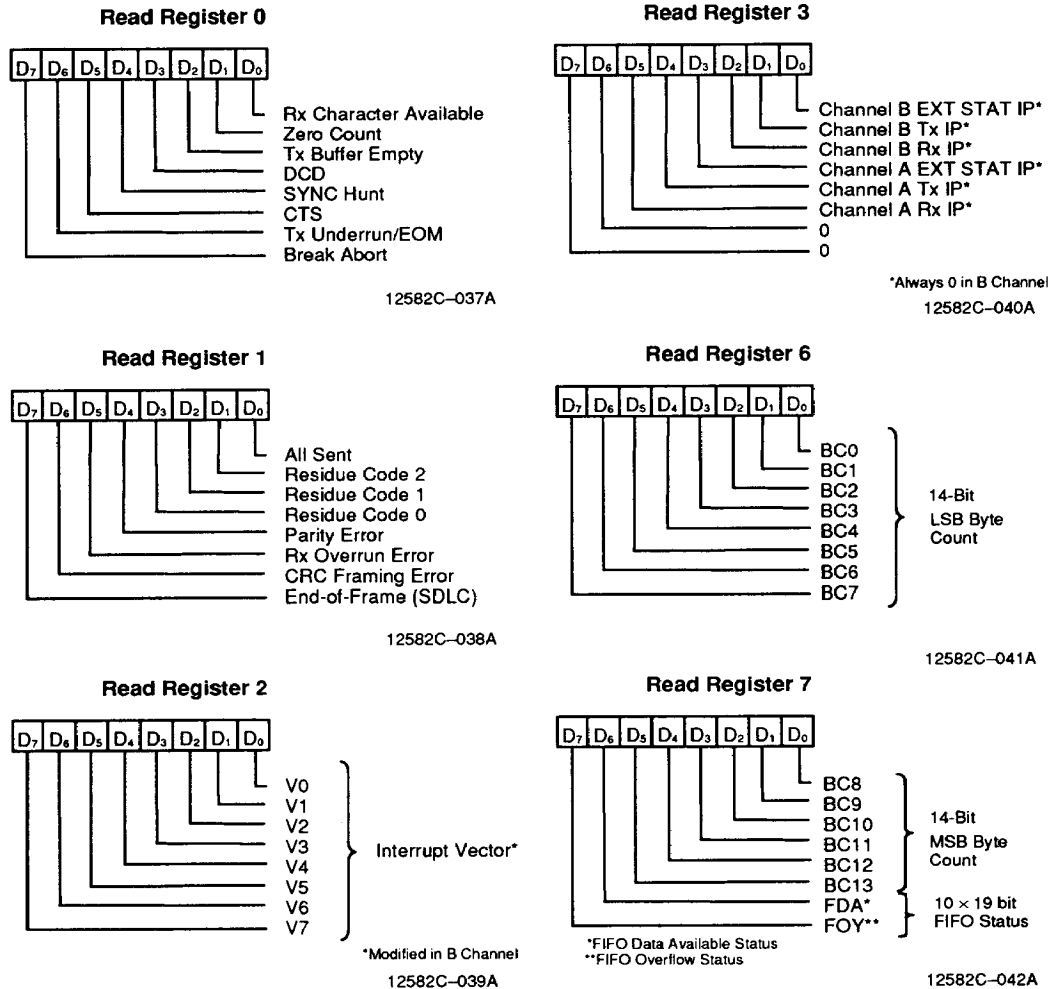 Read Register 0
D7 D6 D5 D4 D3 D2 D1 D0
Rx Character Available
Zero Count
Tx Buffer Empty
DCD
SYNC Hunt
CTS
Tx Underrun/EOM
Break Abort
12582C–037A
Read Register 1
D7 D6 D5 D4 D3 D2 D1 D0
All Sent
Residue Code 2
Residue Code 1
Residue Code 0
Parity Error
Rx Overrun Error
CRC Framing Error
End-of-Frame (SDLC)
12582C–038A
Read Register 2
D7 D6 D5 D4 D3 D2 D1 D0
V0
V1
V2
V3
V4
V5
V6
V7
Interrupt Vector*
*Modified in B Channel
12582C–039A
Read Register 3
D7 D6 D5 D4 D3 D2 D1 D0
Channel B EXT STAT IP*
Channel B Tx IP*
Channel B Rx IP*
Channel A EXT STAT IP*
Channel A Tx IP*
Channel A Rx IP*
0
0
*Always 0 in B Channel
12582C–040A
Read Register 6
D7 D6 D5 D4 D3 D2 D1 D0
BC0
BC1
BC2
BC3
BC4
BC5
BC6
BC7
14-Bit
LSB Byte
Count
12582C–041A
Read Register 7
D7 D6 D5 D4 D3 D2 D1 D0
BC8
BC9
BC10
BC11
BC12
BC13
FDA*
FOY**
14-Bit
MSB Byte
Count
10 × 19 bit
FIFO Status
*FIFO Data Available Status
**FIFO Overflow Status
12582C–042A